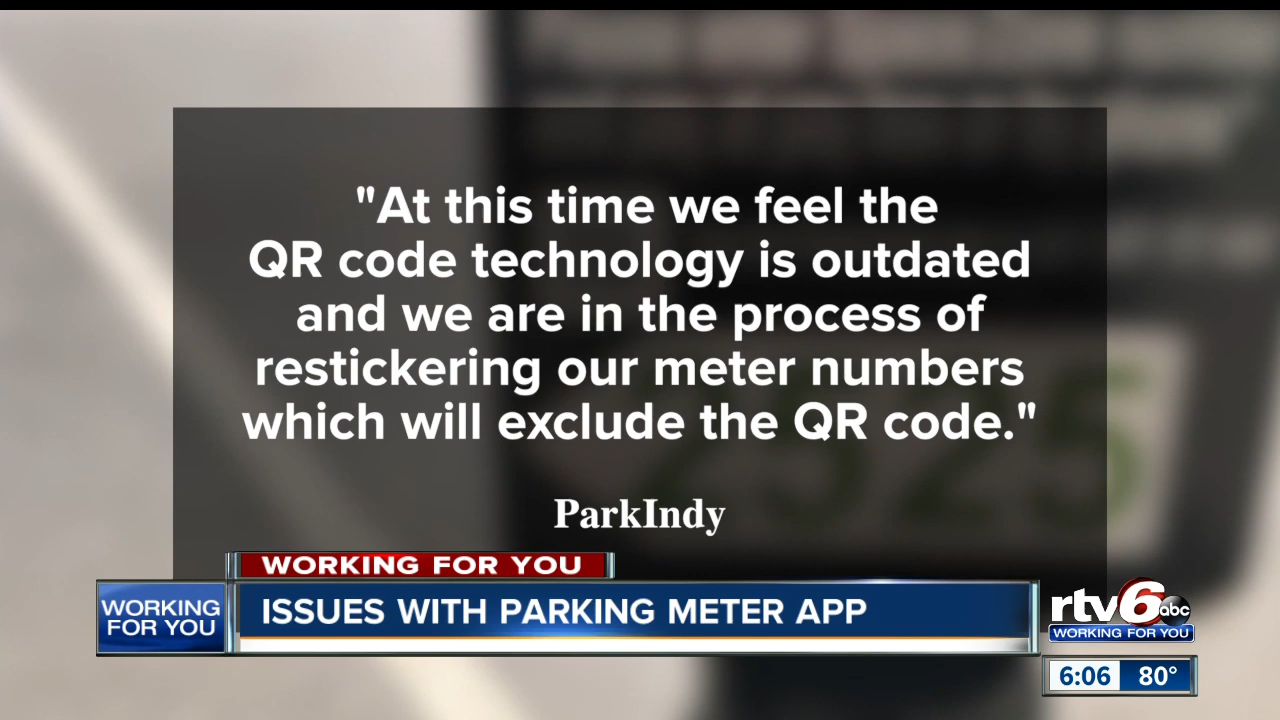 "At this time we feel the
QR code technology is outdated
and we are in the process of
restickering our meter numbers
which will exclude the QR code."
ParkIndy
WORKING FOR YOU
WORKING
FOR YOU
ISSUES WITH PARKING METER APP
rtv6 abc
WORKING FOR YOU
6:06 80°